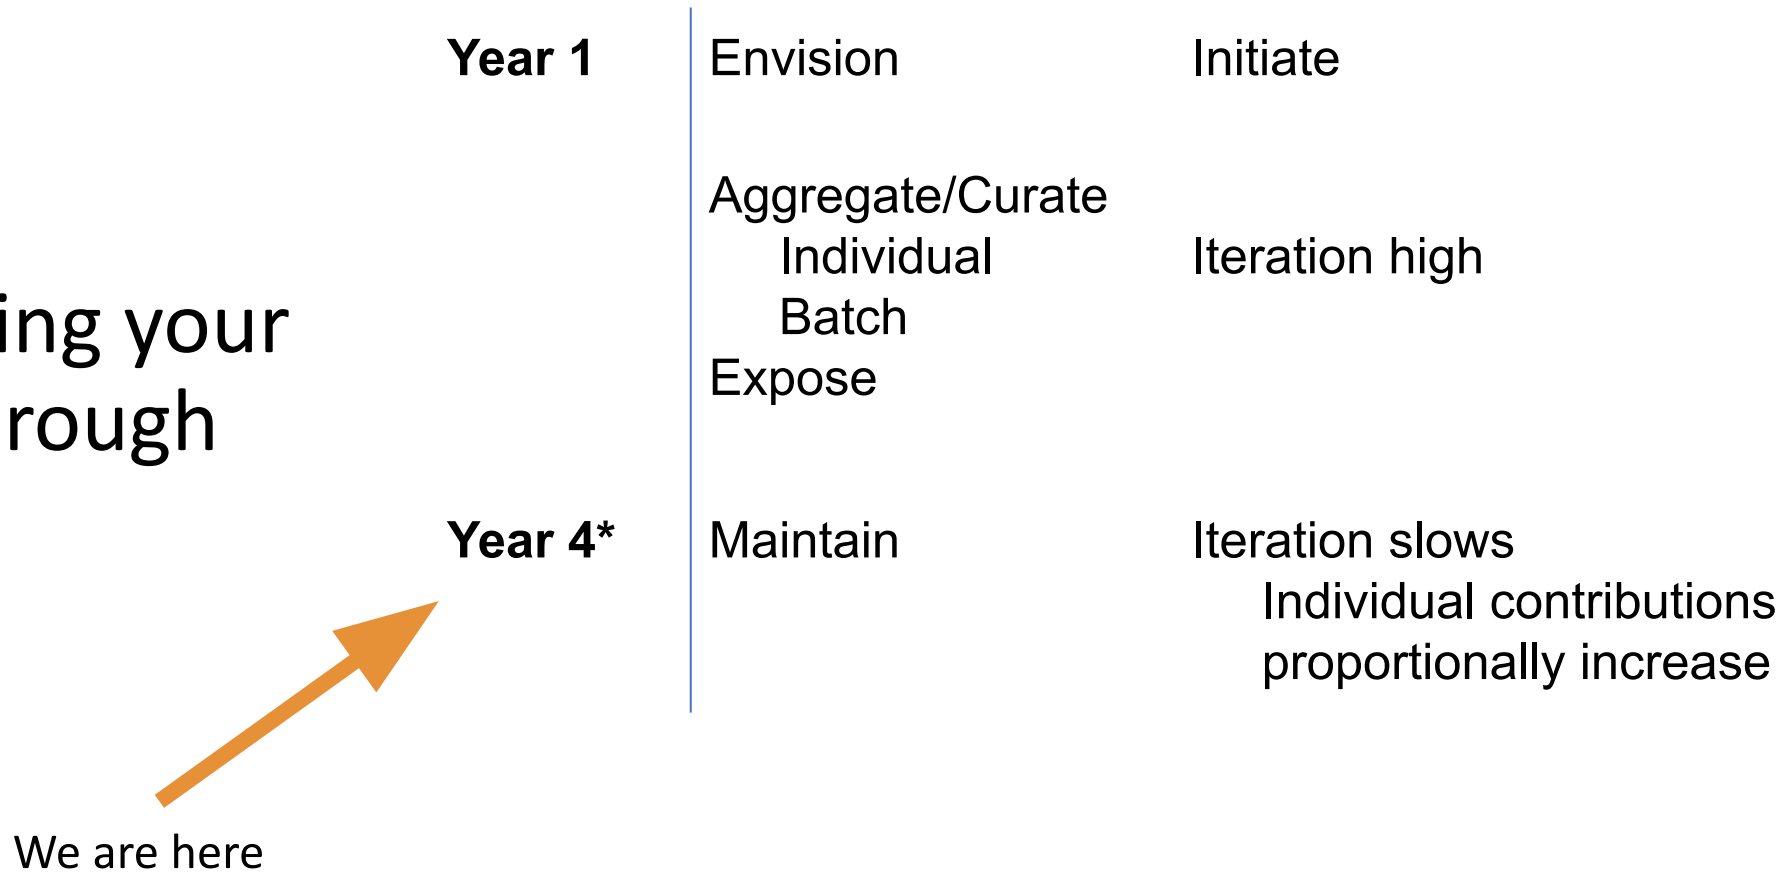 ing your
rough
Year 1
Envision
Initiate
Aggregate/Curate
Individual
Batch
Expose
Iteration high
Year 4*
Maintain
Iteration slows
Individual contributions
proportionally increase
We are here